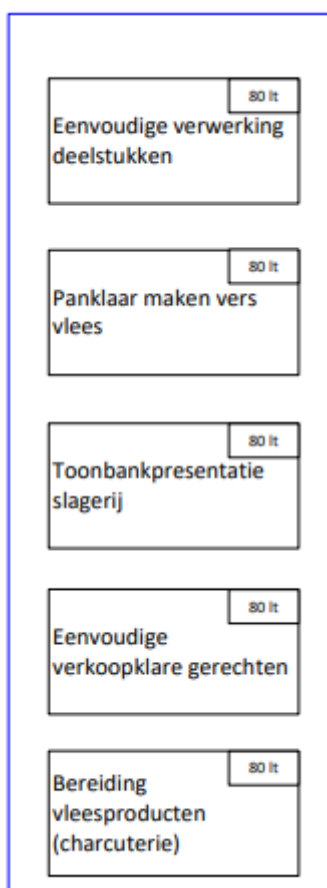 80 lt
Eenvoudige verwerking
deelstukken
80 lt
Panklaar maken vers
vlees
80 lt
Toonbankpresentatie
slagerij
80 lt
Eenvoudige
verkoopklare gerechten
80 lt
Bereiding
vleesproducten
(charcuterie)